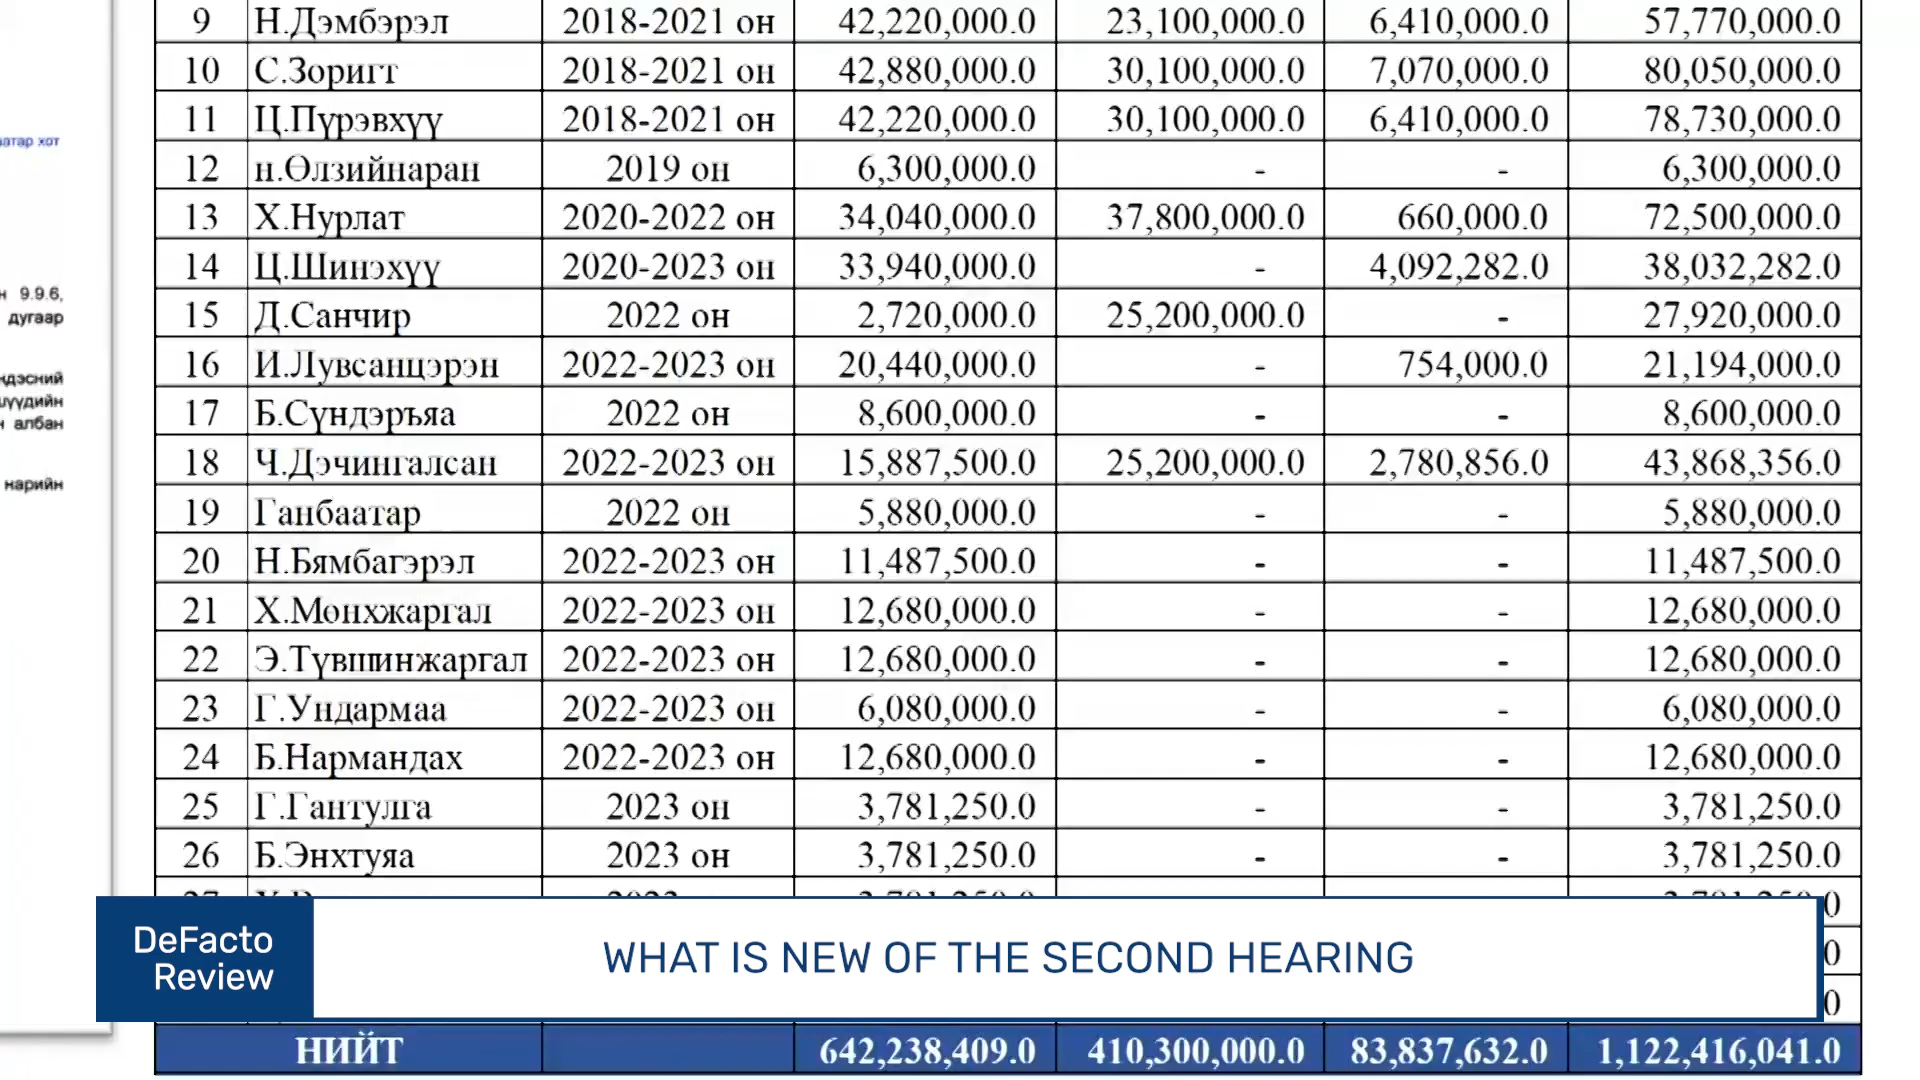 атар хот
н 9.9.6,
дугаар
ндэсний
шүүдийн
н албан
нарийн
9 Н.Дэмбэрэл 2018-2021 он 42,220,000.0 23,100,000.0 6,410,000.0 57,770,000.0
10 С.Зоригт 2018-2021 он 42,880,000.0 30,100,000.0 7,070,000.0 80,050,000.0
11 Ц.Пүрэвхүү 2018-2021 он 42,220,000.0 30,100,000.0 6,410,000.0 78,730,000.0
12 н.Өлзийнаран 2019 он 6,300,000.0 - - 6,300,000.0
13 Х.Нурлат 2020-2022 он 34,040,000.0 37,800,000.0 660,000.0 72,500,000.0
14 Ц.Шинэхүү 2020-2023 он 33,940,000.0 - 4,092,282.0 38,032,282.0
15 Д.Санчир 2022 он 2,720,000.0 25,200,000.0 - 27,920,000.0
16 И.Лувсанцэрэн 2022-2023 он 20,440,000.0 - 754,000.0 21,194,000.0
17 Б.Сүндэръяа 2022 он 8,600,000.0 - - 8,600,000.0
18 Ч.Дэчингалсан 2022-2023 он 15,887,500.0 25,200,000.0 2,780,856.0 43,868,356.0
19 Ганбаатар 2022 он 5,880,000.0 - - 5,880,000.0
20 Н.Бямбагэрэл 2022-2023 он 11,487,500.0 - - 11,487,500.0
21 Х.Мөнхжаргал 2022-2023 он 12,680,000.0 - - 12,680,000.0
22 Э.Түвшинжаргал 2022-2023 он 12,680,000.0 - - 12,680,000.0
23 Г.Ундармаа 2022-2023 он 6,080,000.0 - - 6,080,000.0
24 Б.Нармандах 2022-2023 он 12,680,000.0 - - 12,680,000.0
25 Г.Гантулга 2023 он 3,781,250.0 - - 3,781,250.0
26 Б.Энхтуяа 2023 он 3,781,250.0 - - 3,781,250.0
DeFacto
Review
WHAT IS NEW OF THE SECOND HEARING
НИЙТ 642,238,409.0 410,300,000.0 83,837,632.0 1,122,416,041.0